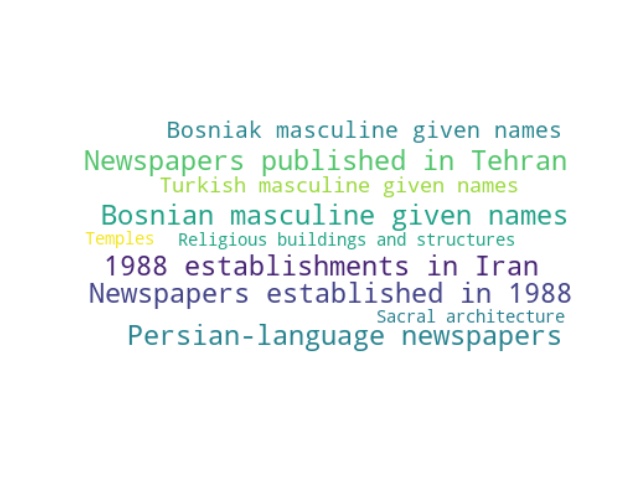 Bosniak masculine given names
Newspapers published in Tehran
Turkish masculine given names
Bosnian masculine given names
Temples
Religious buildings and structures
1988 establishments in Iran
Newspapers established in 1988
Sacral architecture
Persian-language newspapers